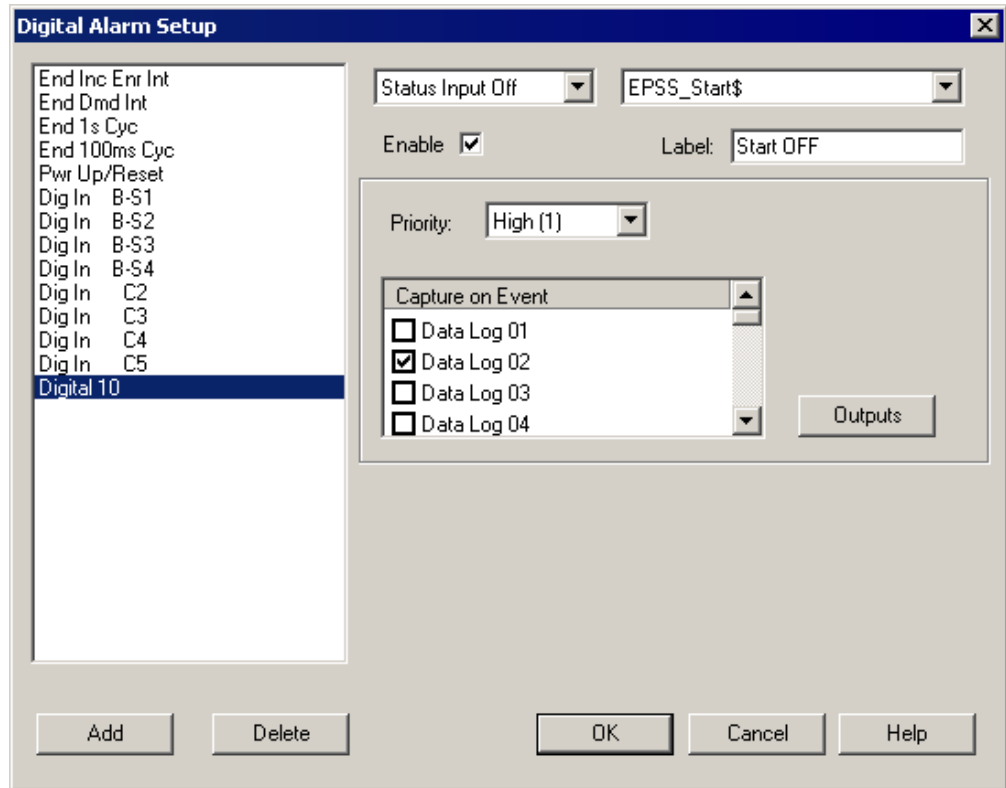 Digital Alarm Setup
End Inc Enr Int
End Dmd Int
End 1s Cyc
End 100ms Cyc
Pwr Up/Reset
Dig In B-S1
Dig In B-S2
Dig In B-S3
Dig In B-S4
Dig In C2
Dig In C3
Dig In C4
Dig In C5
Digital 10
Status Input Off
EPSS_Start$
Enable
Label: Start OFF
Priority: High (1)
Capture on Event
Data Log 01
Data Log 02
Data Log 03
Data Log 04
Outputs
Add
Delete
OK
Cancel
Help